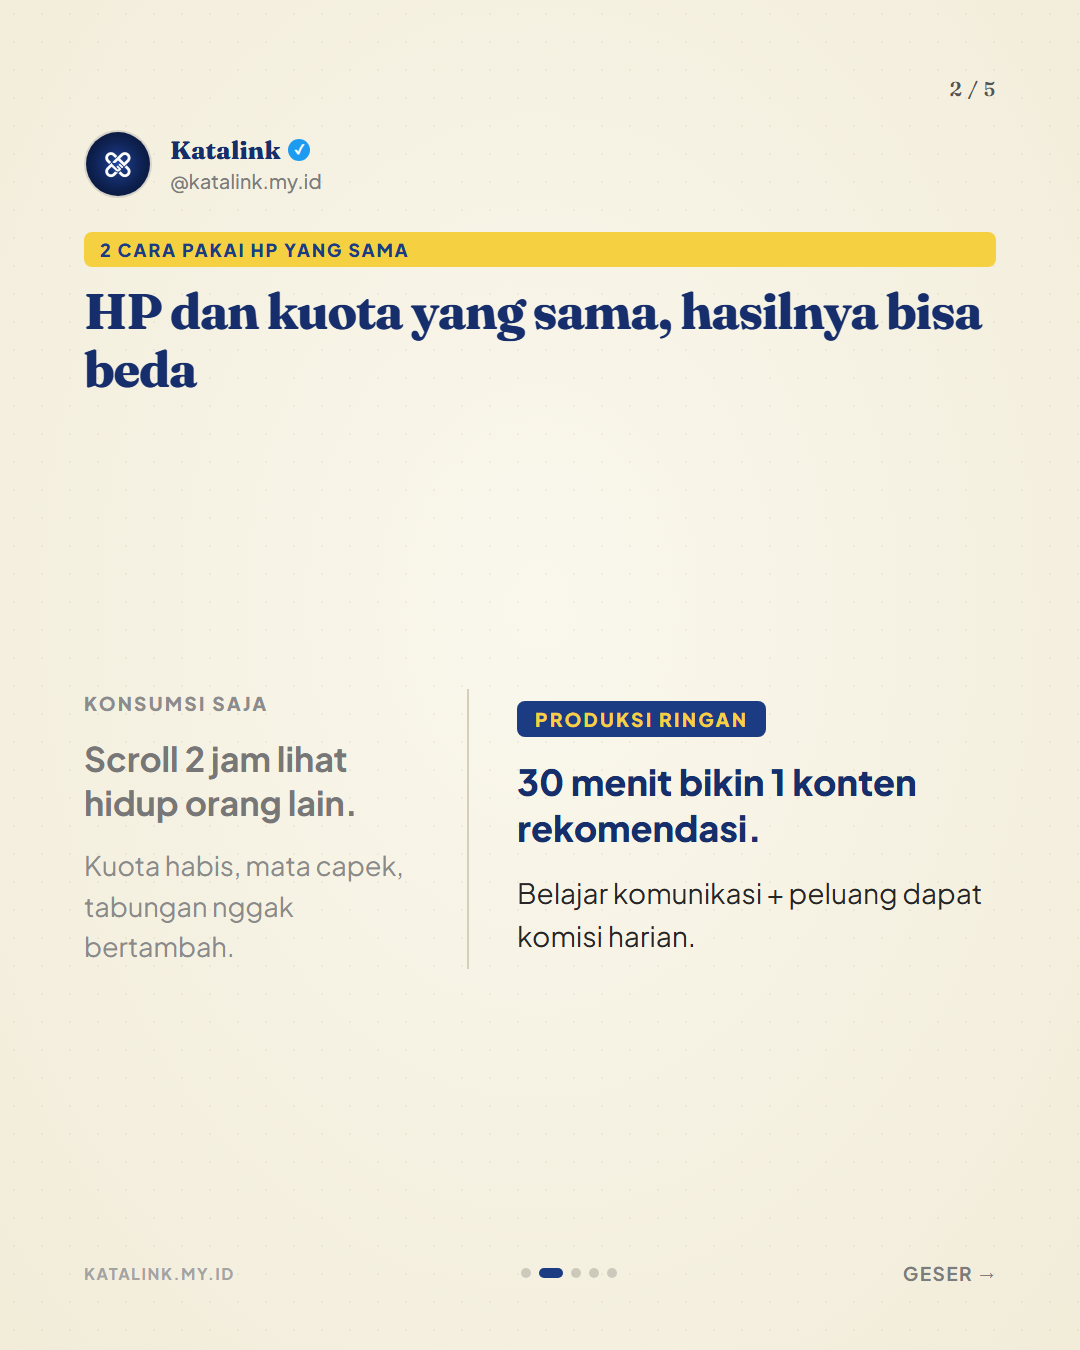 2 / 5
Katalink
@katalink.my.id
2 CARA PAKAI HP YANG SAMA
HP dan kuota yang sama, hasilnya bisa
beda
KONSUMSI SAJA
Scroll 2 jam lihat
hidup orang lain.
Kuota habis, mata capek,
tabungan nggak
bertambah.
PRODUKSI RINGAN
30 menit bikin 1 konten
rekomendasi.
Belajar komunikasi + peluang dapat
komisi harian.
KATALINK.MY.ID
GESER →